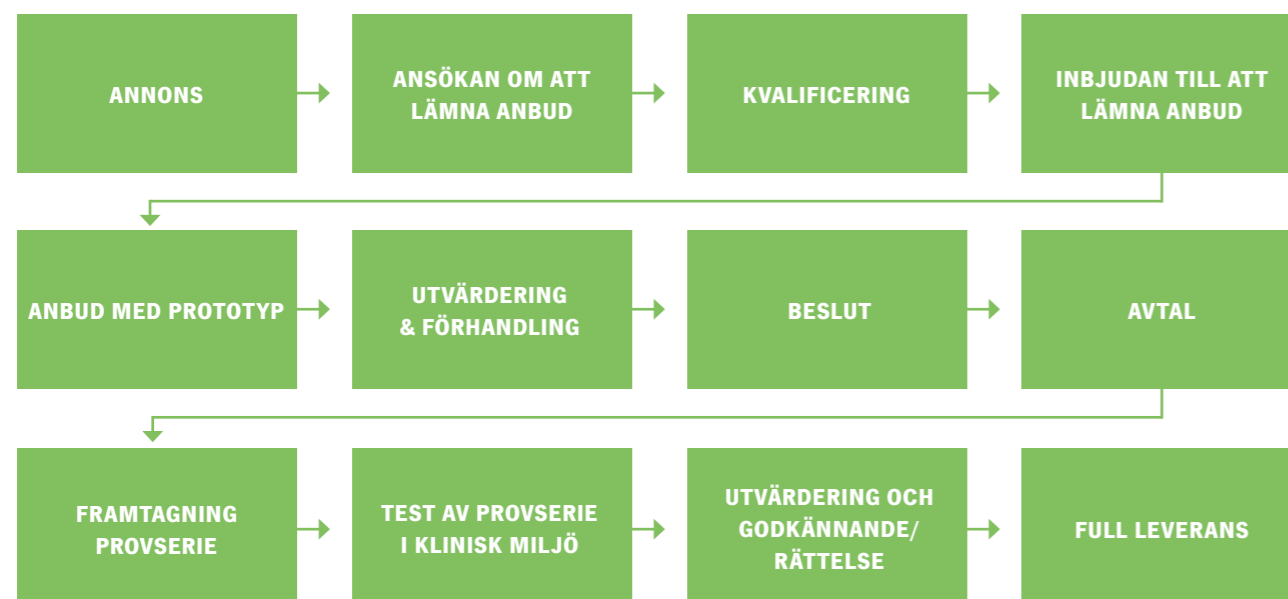 ANNONS
ANSÖKAN OM ATT
LÄMNA ANBUD
KVALIFICERING
INBJUDAN TILL ATT
LÄMNA ANBUD
ANBUD MED PROTOTYP
UTVÄRDERING
& FÖRHANDLING
BESLUT
AVTAL
FRAMTAGNING
PROVSERIE
TEST AV PROVSERIE
I KLINISK MILJÖ
UTVÄRDERING OCH
GODKÄNNANDE/
RÄTTELSE
FULL LEVERANS